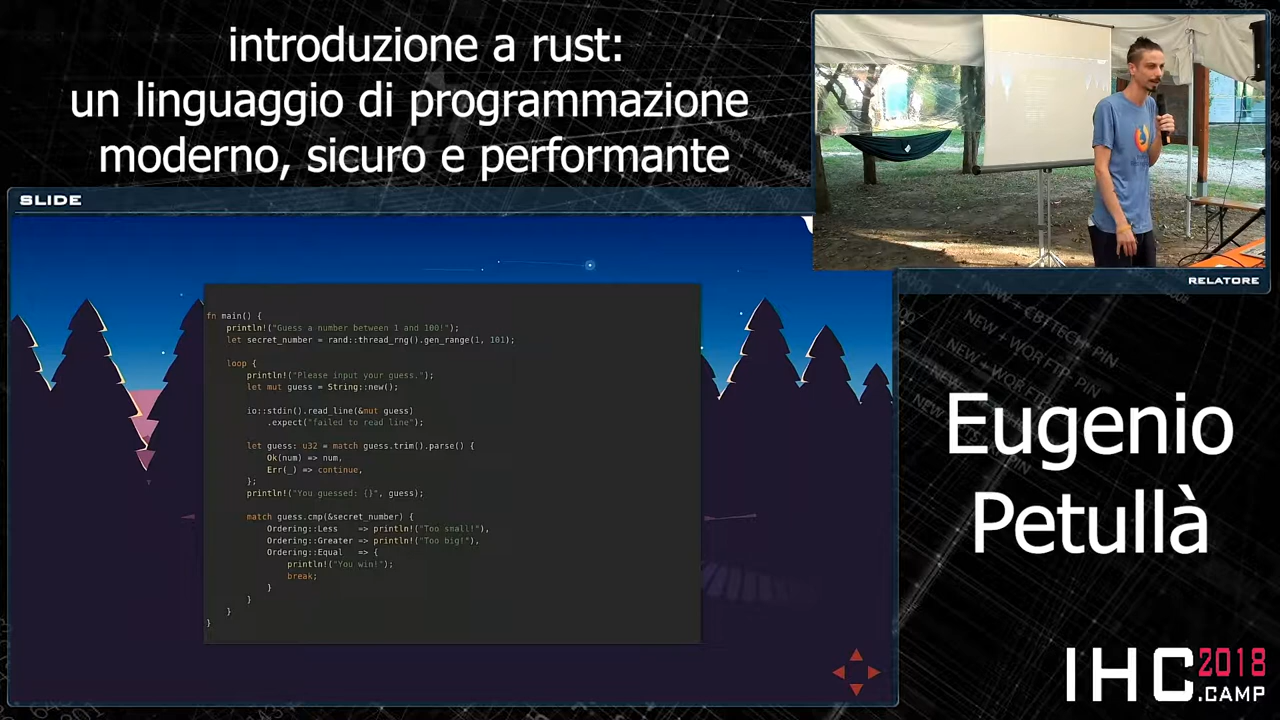 introduzione a rust:
un linguaggio di programmazione
moderno, sicuro e performante
SLIDE
fn main() {
println!("Guess a number between 1 and 100!");
let secret_number = rand::thread_rng().gen_range(1, 101);
loop {
println!("Please input your guess.");
let mut guess = String::new();
io::stdin().read_line(&mut guess)
.expect("failed to read line");
let guess: u32 = match guess.trim().parse() {
Ok(num) => num,
Err(_) => continue,
};
println!("You guessed: {}", guess);
match guess.cmp(&secret_number) {
Ordering::Less => println!("Too small!"),
Ordering::Greater => println!("Too big!"),
Ordering::Equal => {
println!("You win!");
break;
}
}
}
}
RELATORE
Eugenio
Petullà
IHC 2018
.CAMP